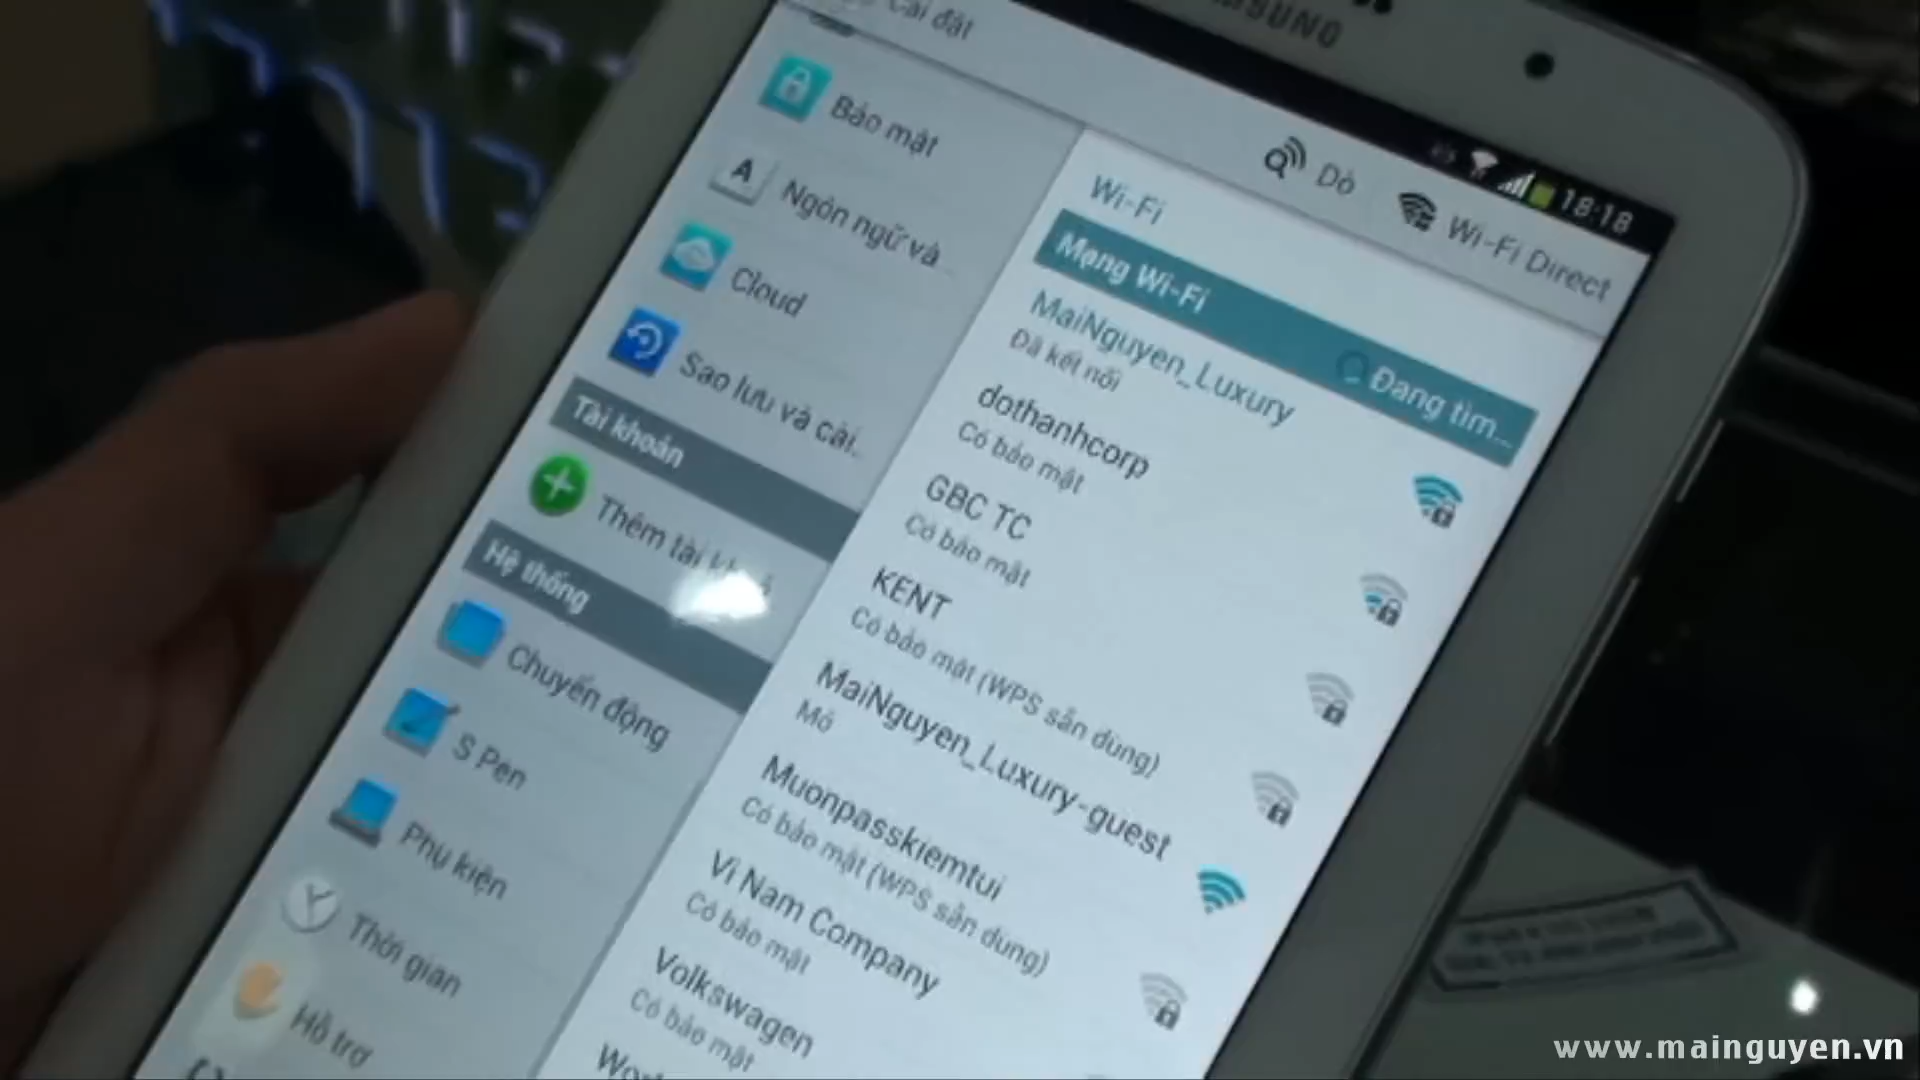 Cài đặt
SAMSUNG
18:18
Dò
Wi-Fi Direct
Bảo mật
Ngôn ngữ và...
Cloud
Sao lưu và cài...
Tài khoản
Thêm tài
Hệ thống
Chuyển động
S Pen
Phụ kiện
Thời gian
Hỗ trợ
Wi-Fi
Mạng Wi-Fi
Đang tìm...
MaiNguyen_Luxury
Đã kết nối
dothanhcorp
Có bảo mật
GBC TC
Có bảo mật
KENT
Có bảo mật (WPS sẵn dùng)
MaiNguyen_Luxury-guest
Mở
Muonpasskiemtui
Có bảo mật (WPS sẵn dùng)
Vi Nam Company
Có bảo mật
Volkswagen
Có bảo mật
www.mainguyen.vn